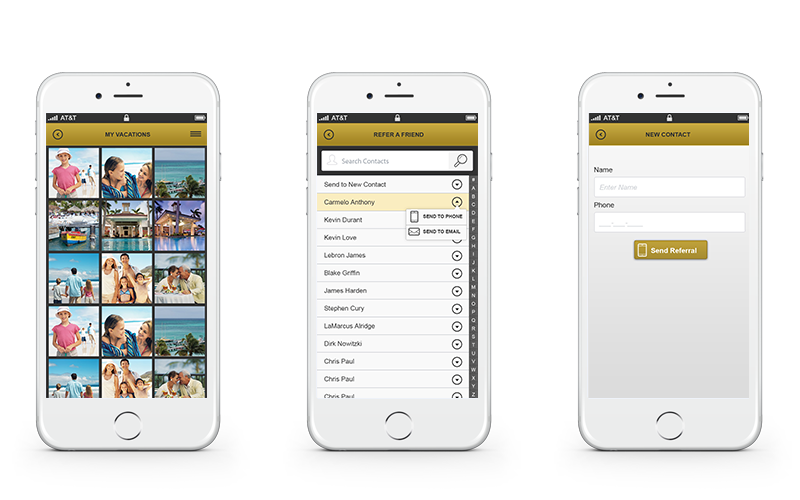 AT&T
MY VACATIONS
AT&T
REFER A FRIEND
Search Contacts
Send to New Contact
Carmelo Anthony
SEND TO PHONE
Kevin Durant
SEND TO EMAIL
Kevin Love
Lebron James
Blake Griffin
James Harden
Stephen Cury
LaMarcus Alridge
Dirk Nowitzki
Chris Paul
Chris Paul
Chris Paul
#
A
B
C
D
E
F
G
H
I
J
K
L
M
N
O
P
Q
R
S
T
U
V
W
X
Y
Z
AT&T
NEW CONTACT
Name
Enter Name
Phone
___-___-____
Send Referral